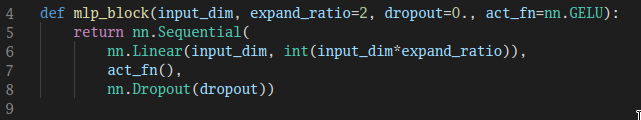 4 def mlp_block(input_dim, expand_ratio=2, dropout=0., act_fn=nn.GELU):
5     return nn.Sequential(
6         nn.Linear(input_dim, int(input_dim*expand_ratio)),
7         act_fn(),
8         nn.Dropout(dropout))
9